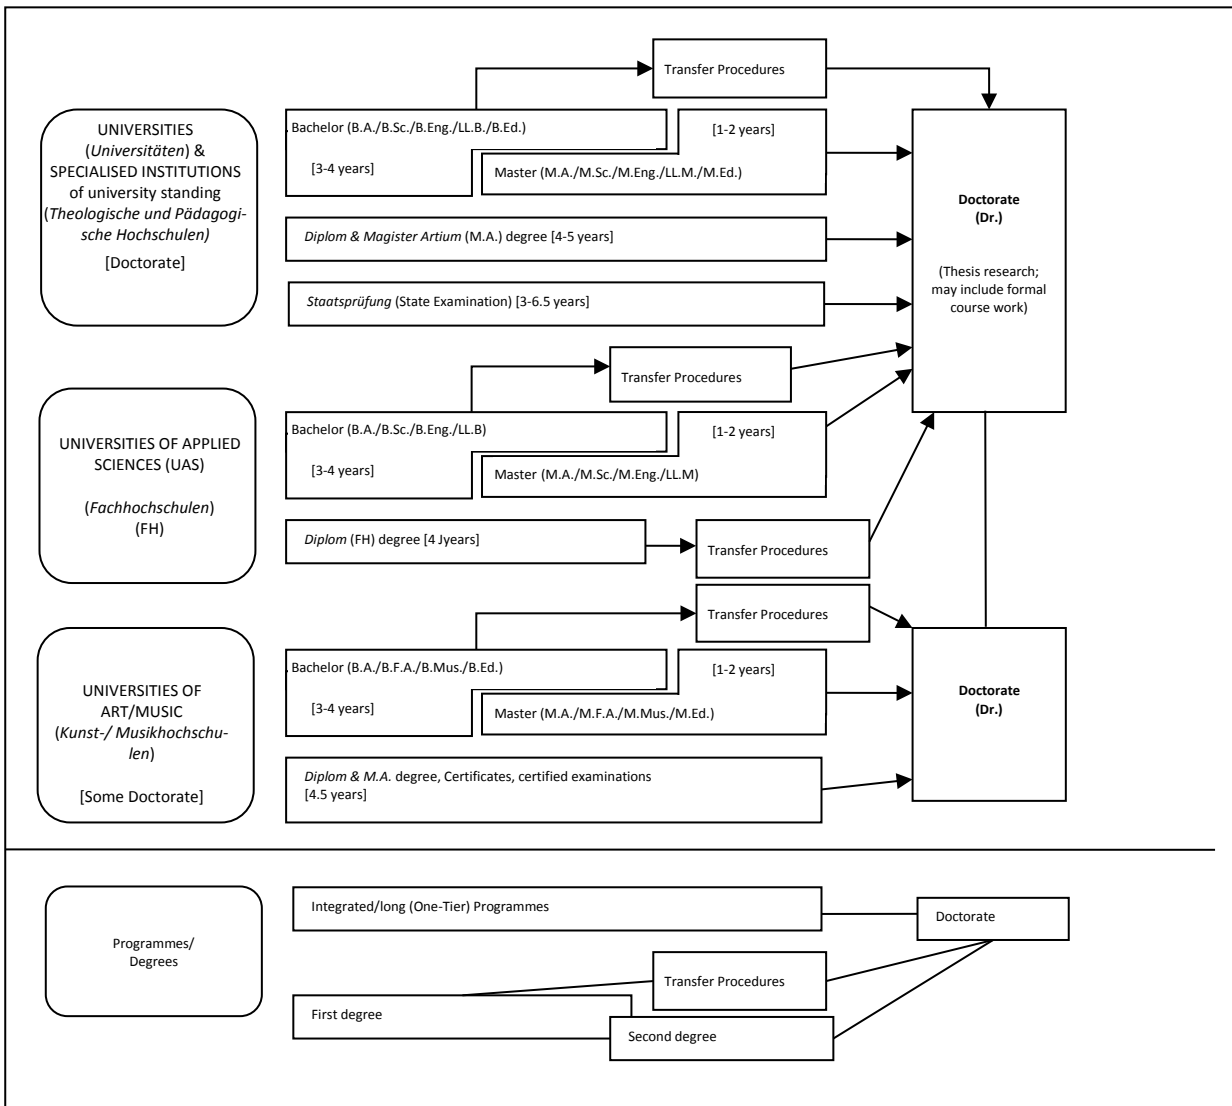 Transfer Procedures
UNIVERSITIES
(Universitäten) &
SPECIALISED INSTITUTIONS
of university standing
(Theologische und Pädagogi-
sche Hochschulen)
[Doctorate]
. Bachelor (B.A./B.Sc./B.Eng./LL.B./B.Ed.)
[3-4 years]
[1-2 years]
Master (M.A./M.Sc./M.Eng./LL.M./M.Ed.)
Diplom & Magister Artium (M.A.) degree [4-5 years]
Staatsprüfung (State Examination) [3-6.5 years]
Doctorate
(Dr.)
(Thesis research;
may include formal
course work)
Transfer Procedures
UNIVERSITIES OF APPLIED
SCIENCES (UAS)
(Fachhochschulen)
(FH)
. Bachelor (B.A./B.Sc./B.Eng./LL.B)
[3-4 years]
[1-2 years]
Master (M.A./M.Sc./M.Eng./LL.M)
Diplom (FH) degree [4 Jyears]
Transfer Procedures
Transfer Procedures
UNIVERSITIES OF
ART/MUSIC
(Kunst-/ Musikhochschu-
len)
[Some Doctorate]
. Bachelor (B.A./B.F.A./B.Mus./B.Ed.)
[3-4 years]
[1-2 years]
Master (M.A./M.F.A./M.Mus./M.Ed.)
Diplom & M.A. degree, Certificates, certified examinations
[4.5 years]
Doctorate
(Dr.)
Programmes/
Degrees
Integrated/long (One-Tier) Programmes
Doctorate
Transfer Procedures
First degree
Second degree